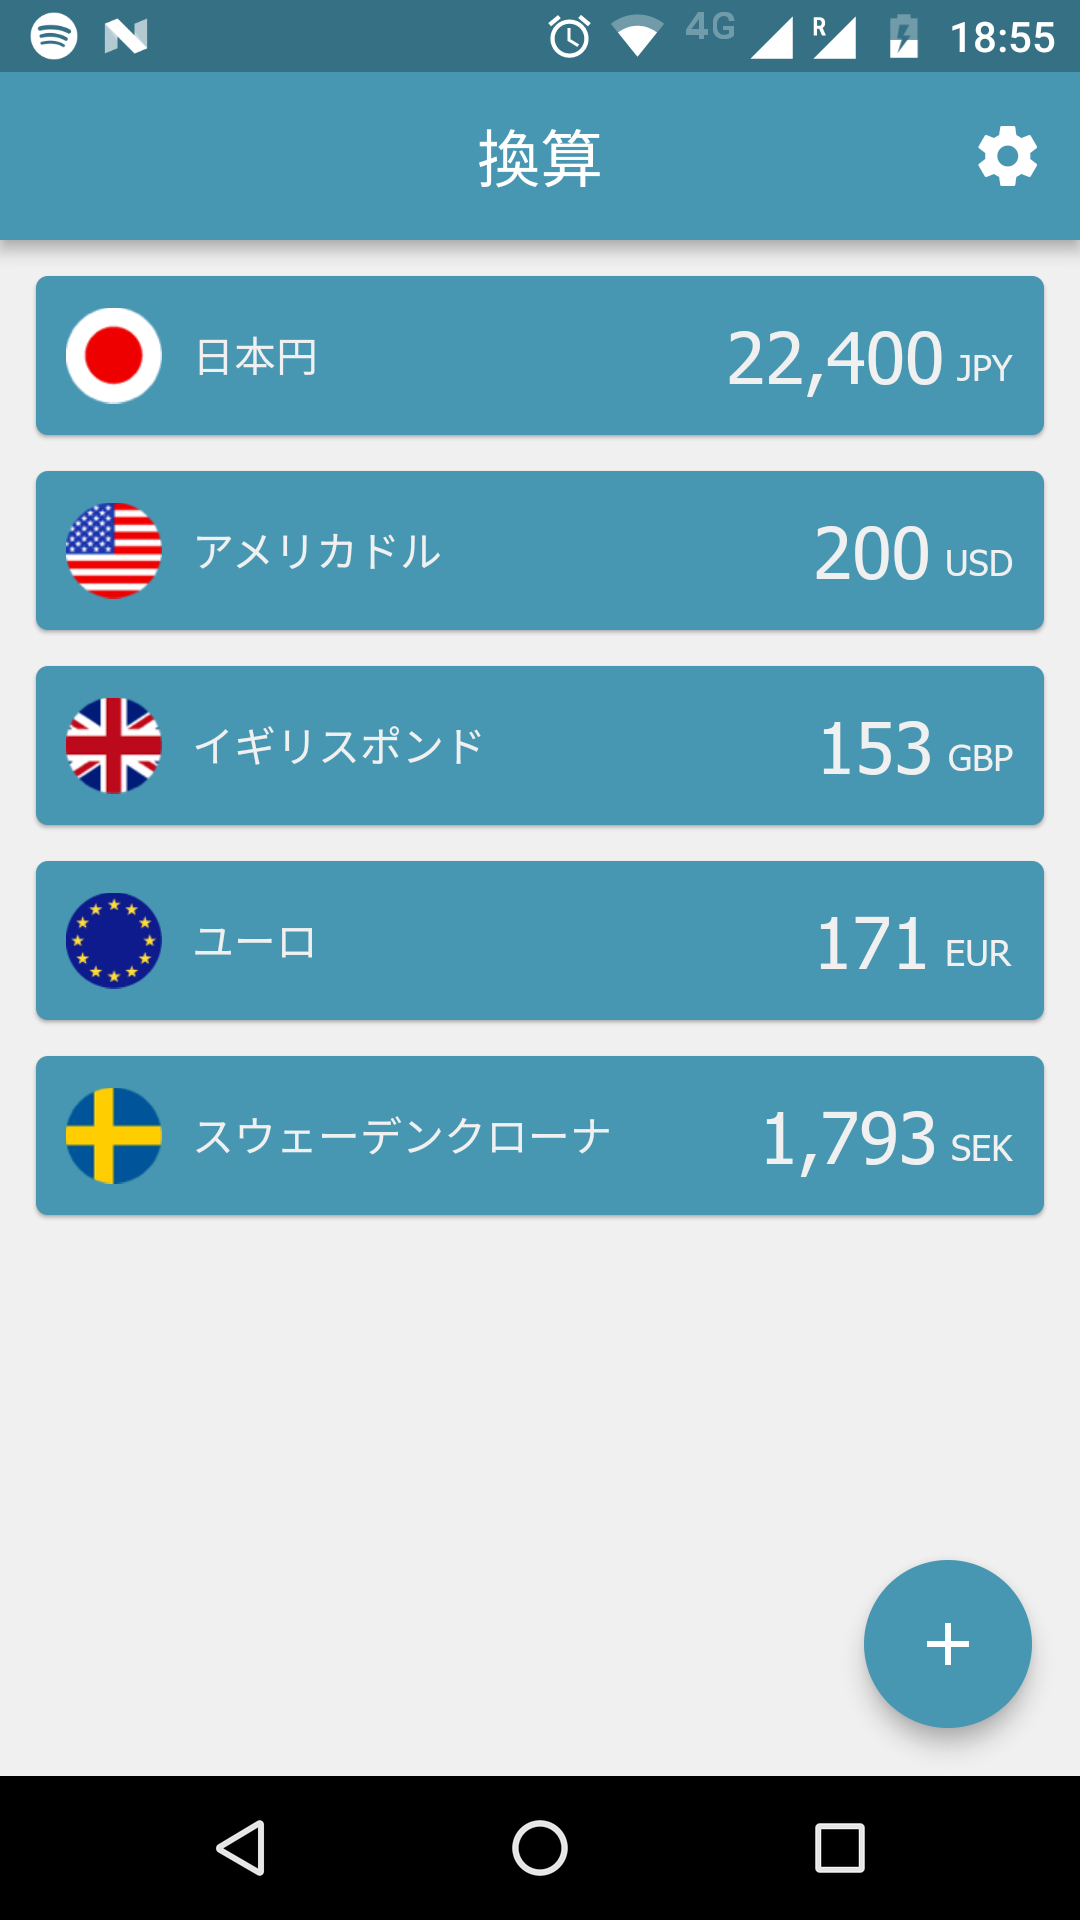 4G R 18:55
換算
日本円 22,400 JPY
アメリカドル 200 USD
イギリスポンド 153 GBP
ユーロ 171 EUR
スウェーデンクローナ 1,793 SEK